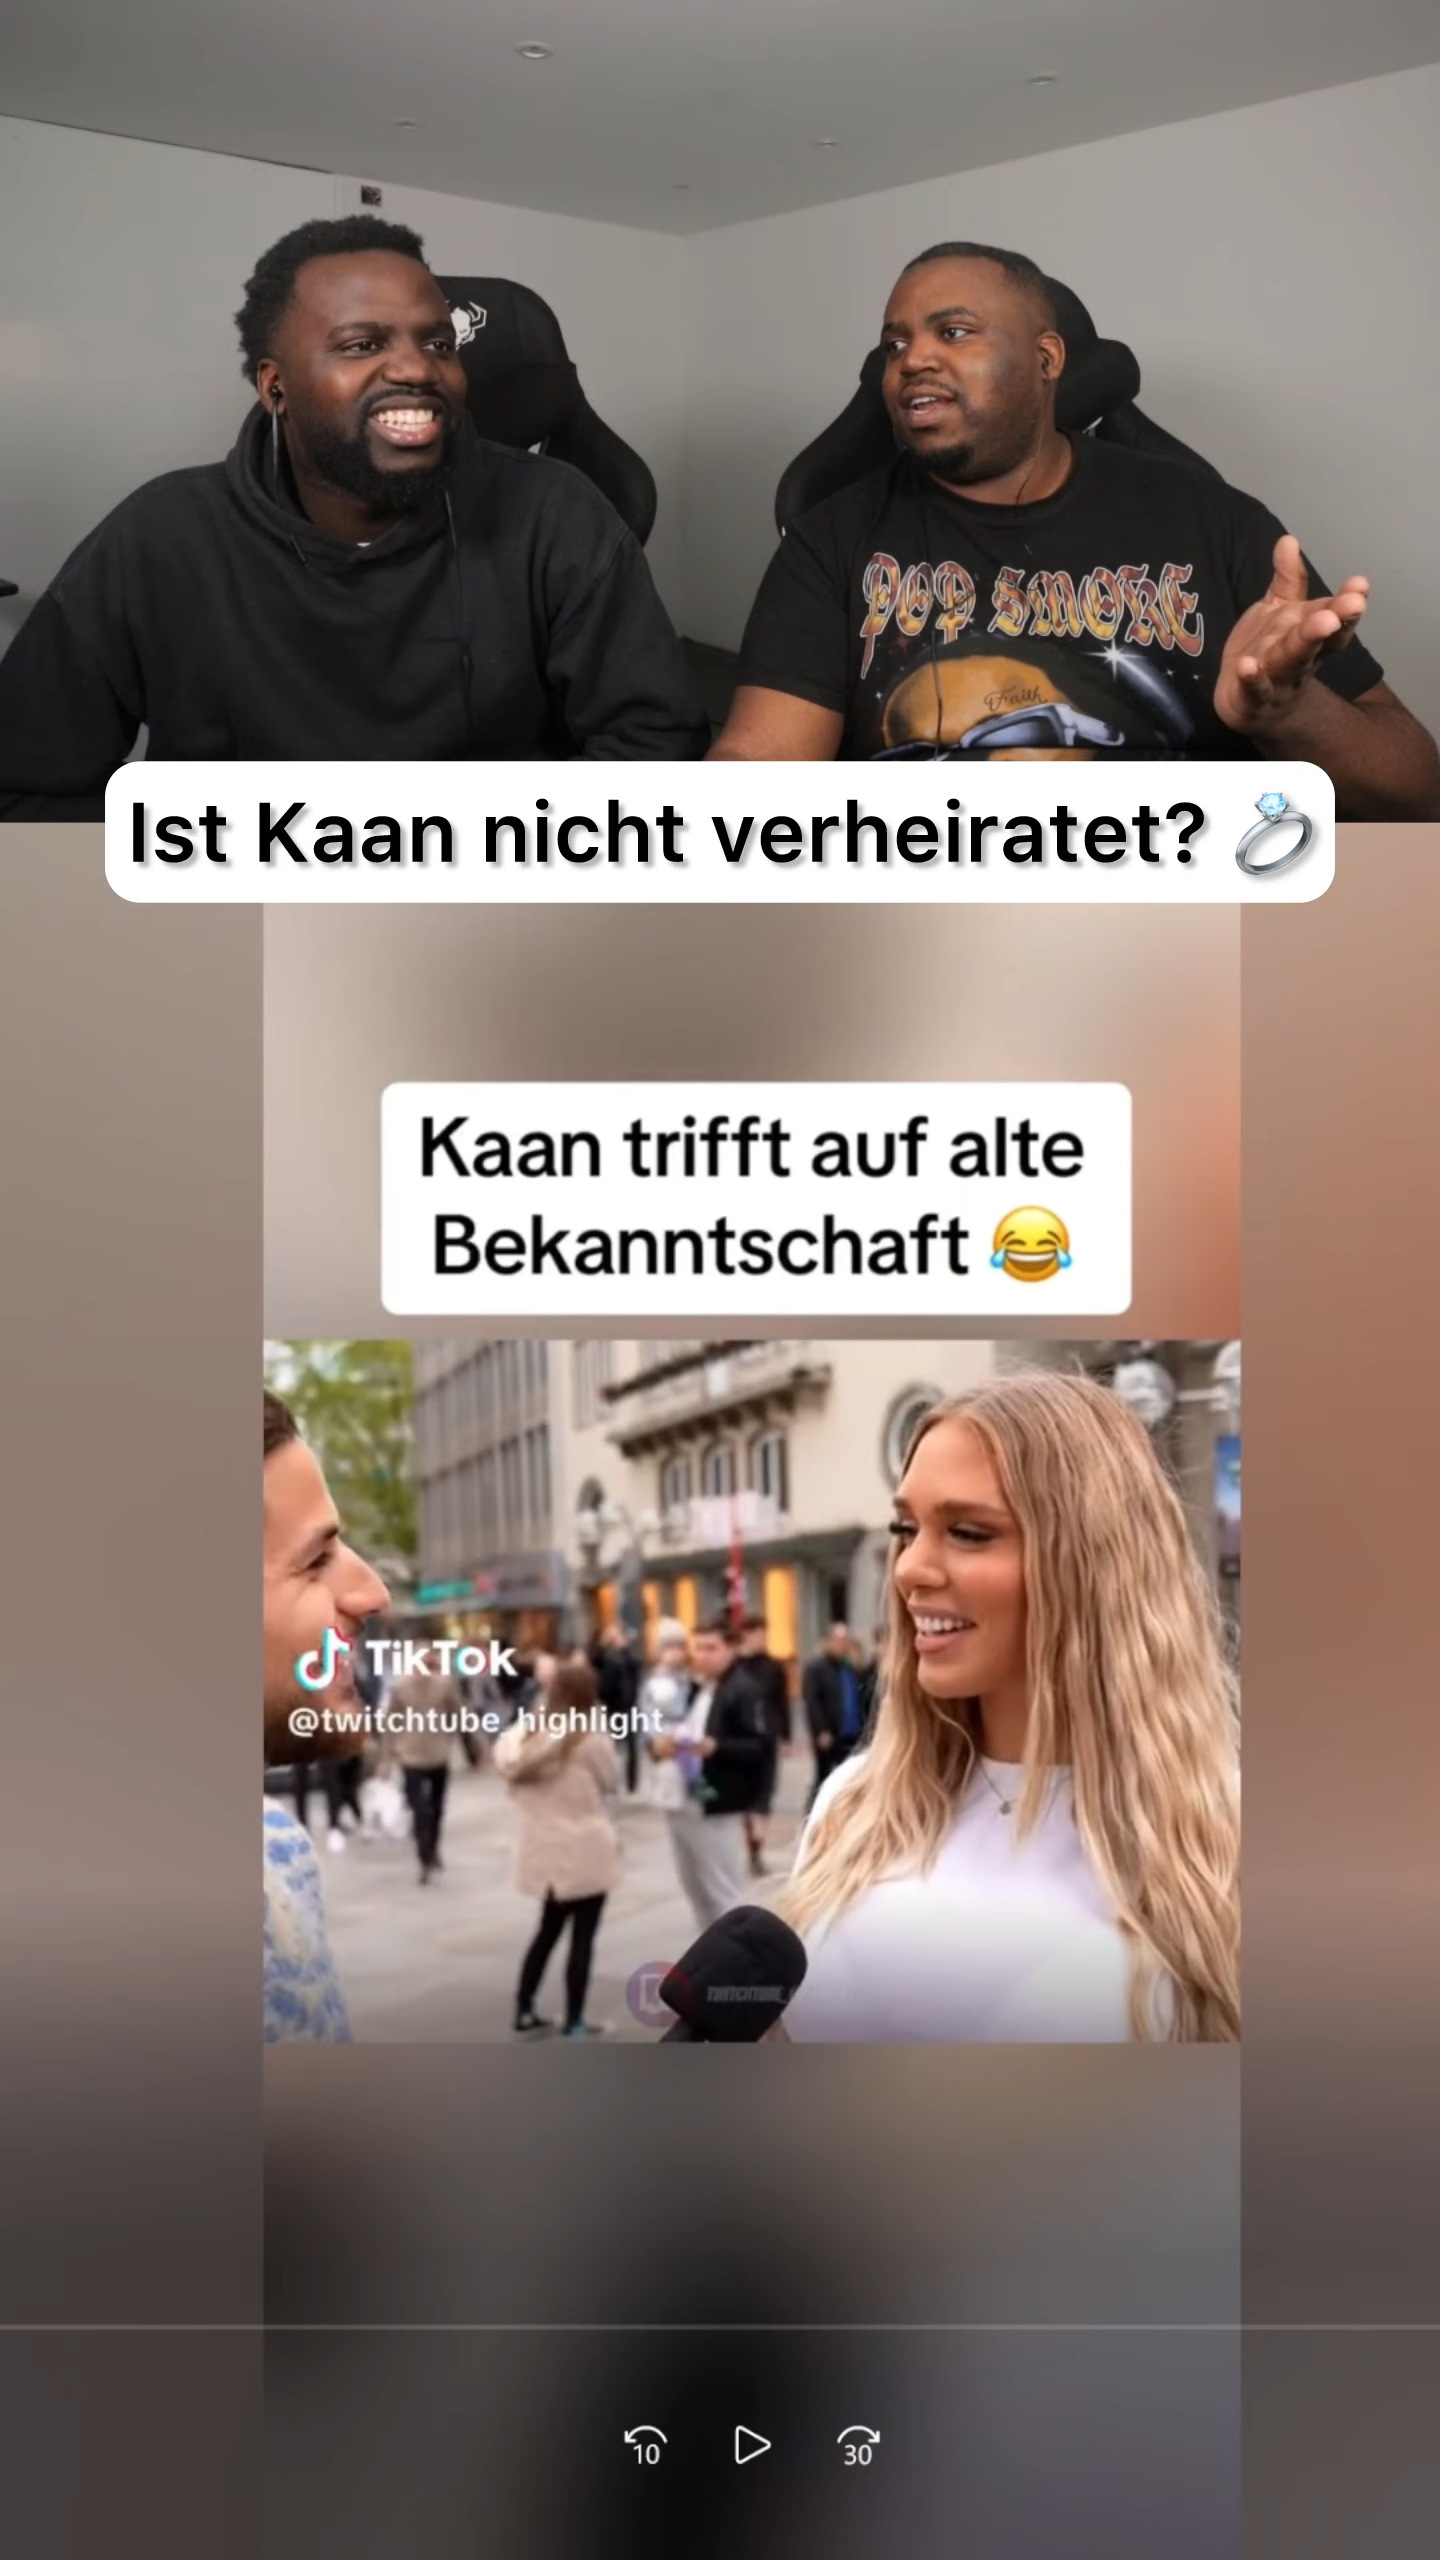 POP SMOKE
Faith
Ist Kaan nicht verheiratet? 💍
Kaan trifft auf alte
Bekanntschaft 😂
TikTok
@twitchtube_highlight
10
30